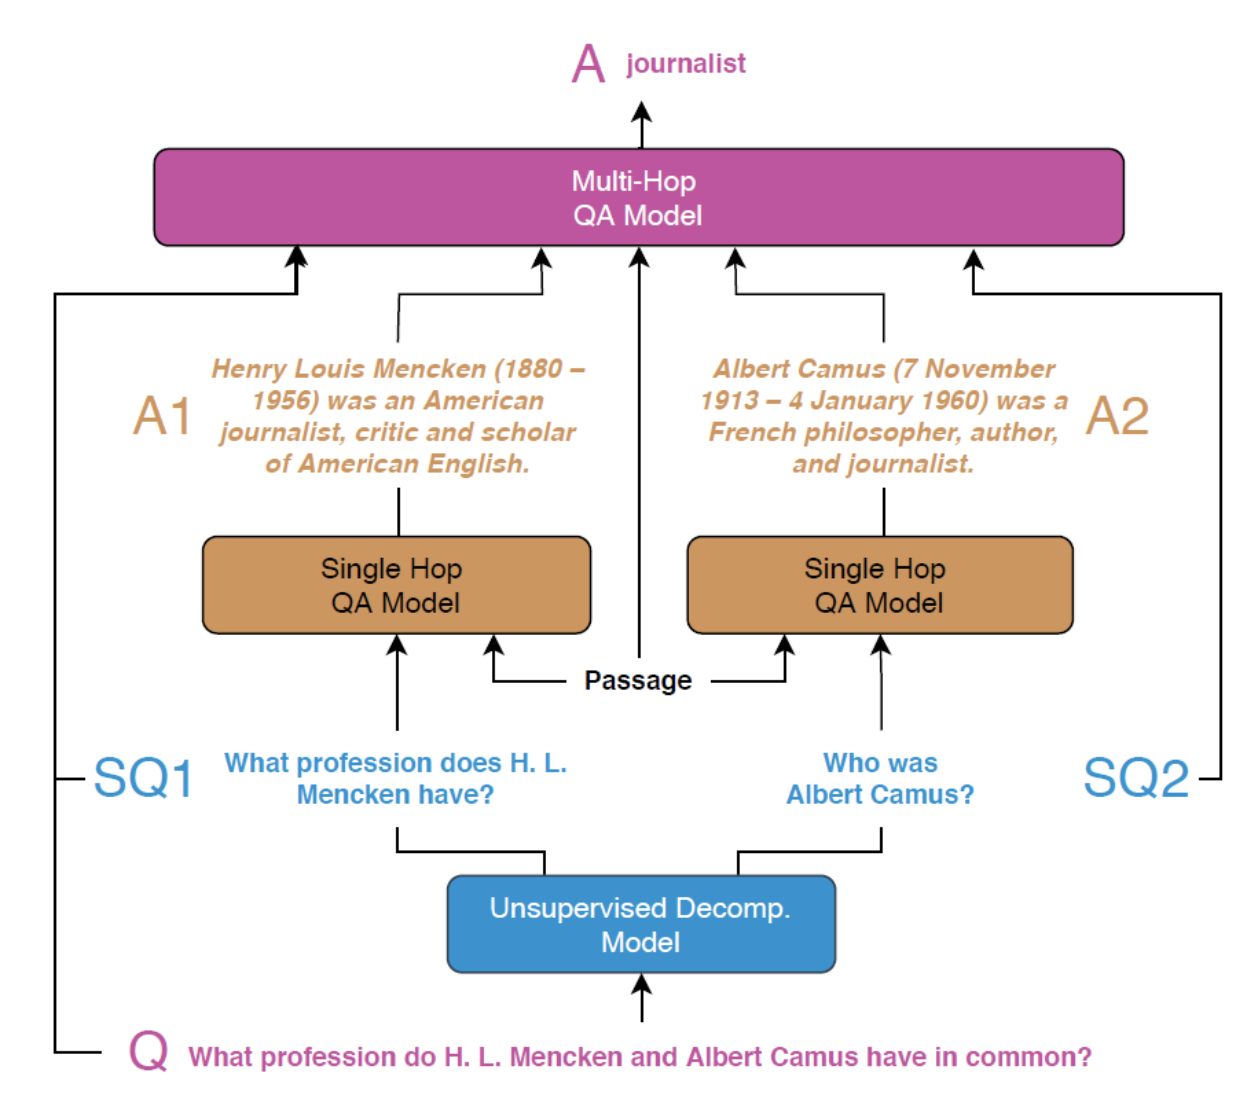 A journalist
Multi-Hop
QA Model
A1
Henry Louis Mencken (1880 –
1956) was an American
journalist, critic and scholar
of American English.
Albert Camus (7 November
1913 – 4 January 1960) was a
French philosopher, author,
and journalist.
A2
Single Hop
QA Model
Single Hop
QA Model
Passage
SQ1
What profession does H. L.
Mencken have?
Who was
Albert Camus?
SQ2
Unsupervised Decomp.
Model
Q What profession do H. L. Mencken and Albert Camus have in common?